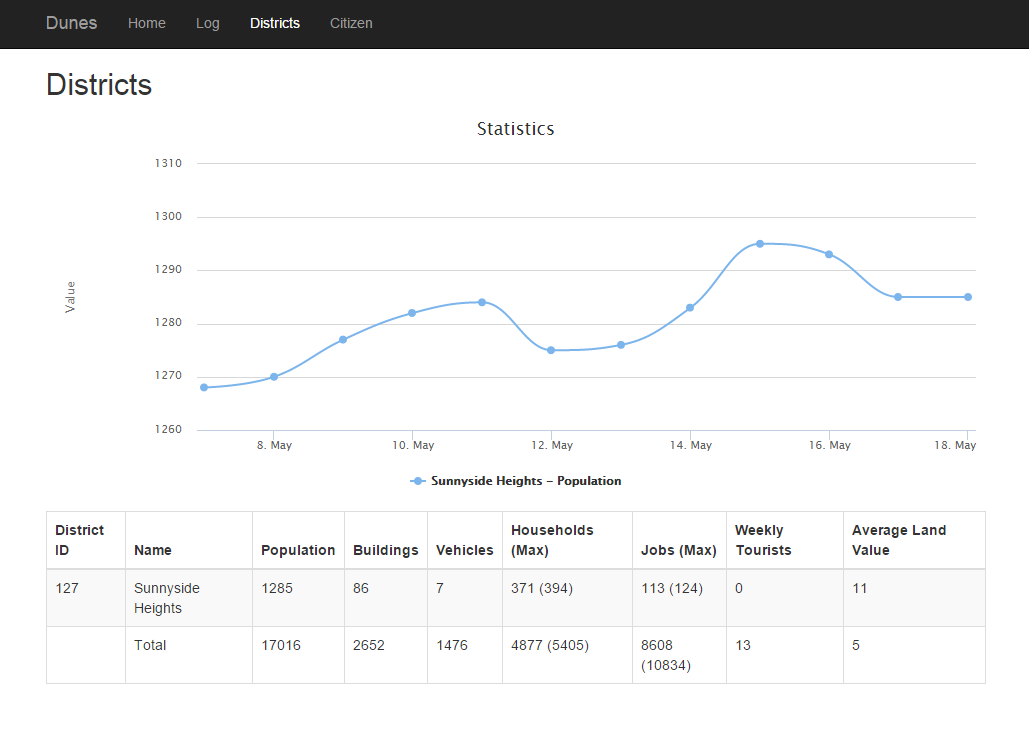 Dunes Home Log Districts Citizen
Districts
Statistics
1310
1300
1290
1280
1270
1260
Value
8. May 10. May 12. May 14. May 16. May 18. May
Sunnyside Heights – Population
District ID Name Population Buildings Vehicles Households (Max) Jobs (Max) Weekly Tourists Average Land Value
127 Sunnyside Heights 1285 86 7 371 (394) 113 (124) 0 11
Total 17016 2652 1476 4877 (5405) 8608 (10834) 13 5